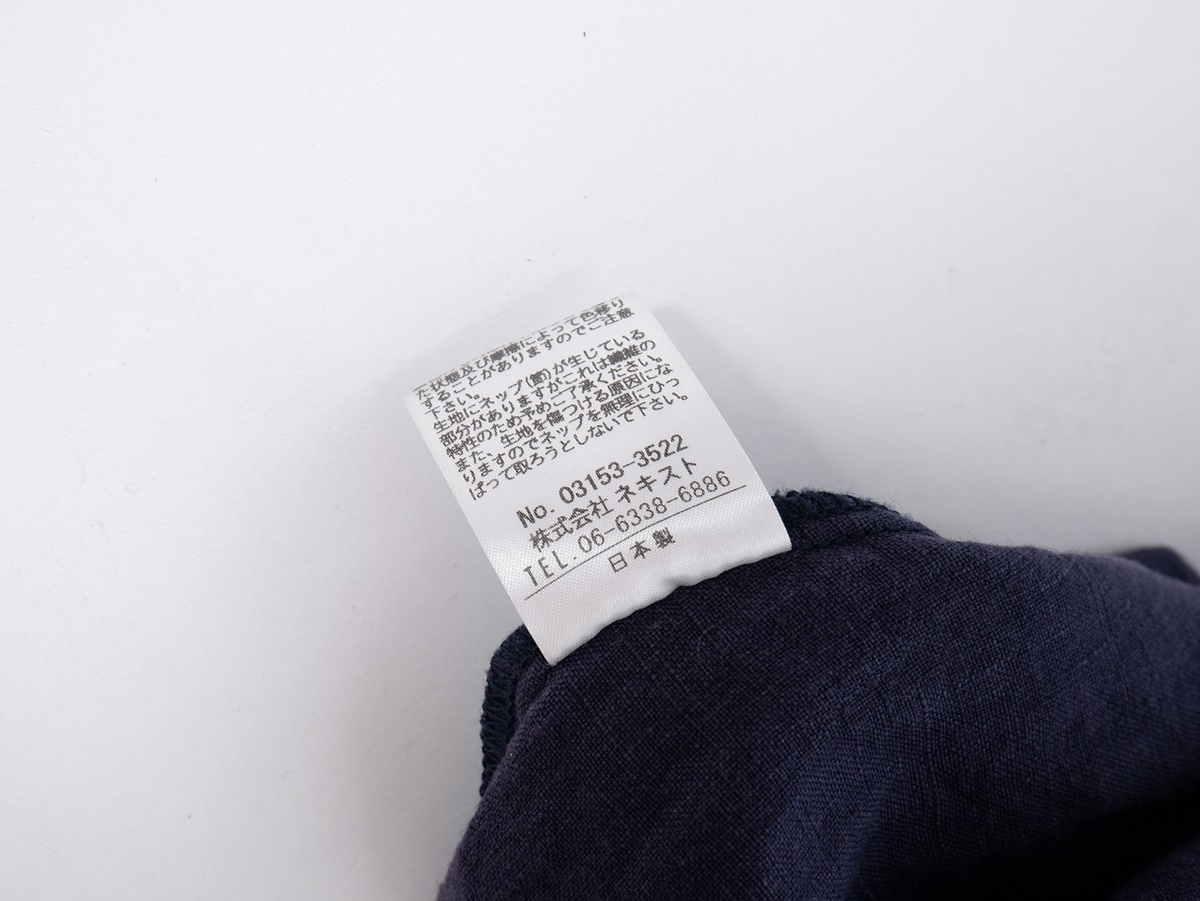 た状態及び摩擦によって色移り
することがありますのでご注意
下さい。
生地にネップ(節)が生じている
部分がありますがこれは繊維の
特性のため予めご了承ください。
また、生地を傷つける原因にな
りますのでネップを無理にひっ
ぱって取ろうとしないで下さい。
No. 03153-3522
株式会社 ネキスト
TEL. 06-6338-6886
日本製